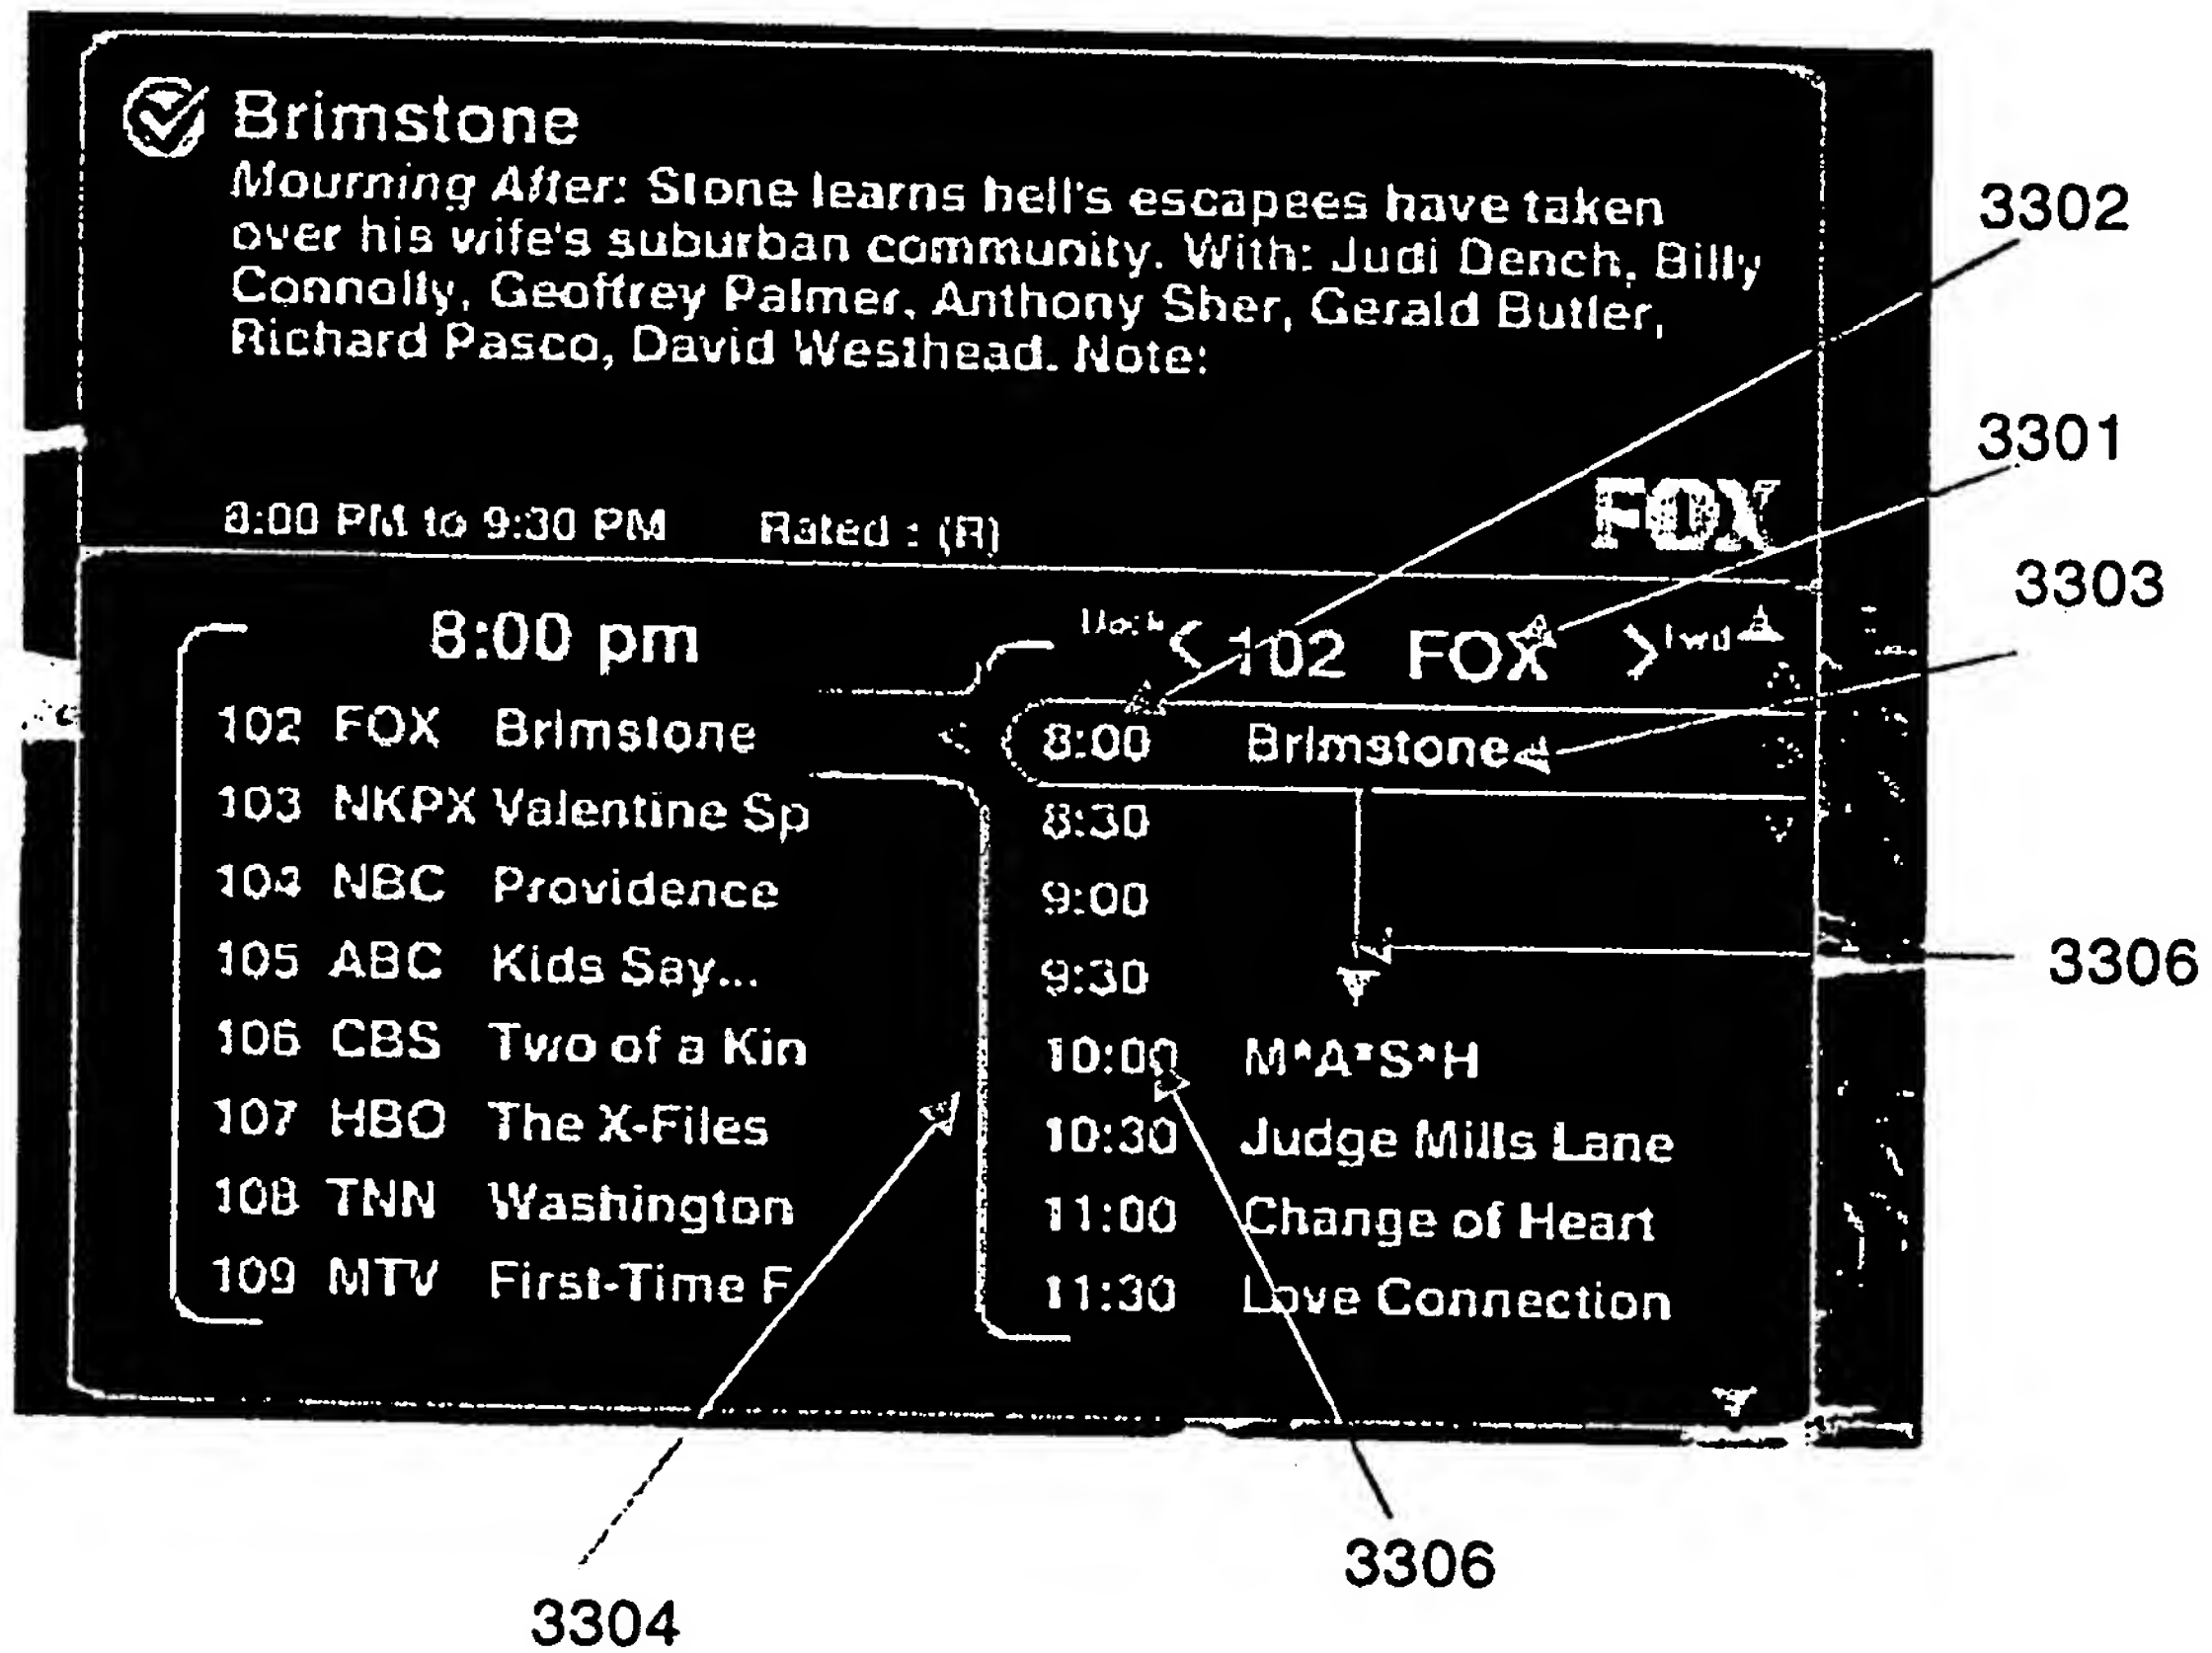 Brimstone
Mourning After: Stone learns hell's escapees have taken
over his wife's suburban community. With: Judi Dench, Billy
Connolly, Geoffrey Palmer, Anthony Sher, Gerald Butler,
Richard Pasco, David Westhead. Note:
8:00 PM to 9:30 PM Rated : (R)
FOX
8:00 pm
102 FOX Brimstone
103 NKPX Valentine Sp
104 NBC Providence
105 ABC Kids Say...
106 CBS Two of a Kin
107 HBO The X-Files
108 TNN Washington
109 MTV First-Time F
< 102 FOX > Fwd
8:00 Brimstone
8:30
9:00
9:30
10:00 M*A*S*H
10:30 Judge Mills Lane
11:00 Change of Heart
11:30 Love Connection
3302
3301
3303
3306
3306
3304